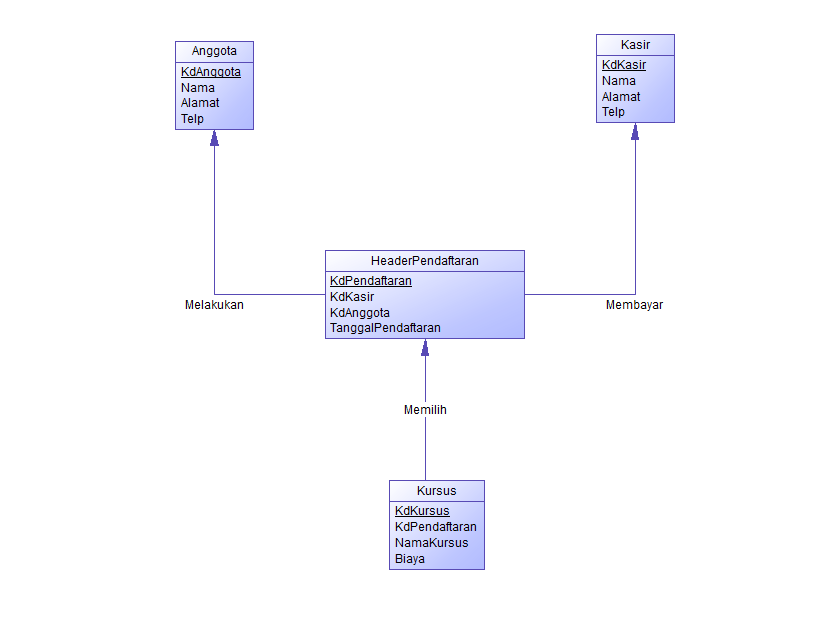 Anggota
KdAnggota
Nama
Alamat
Telp
Kasir
KdKasir
Nama
Alamat
Telp
HeaderPendaftaran
KdPendaftaran
KdKasir
KdAnggota
TanggalPendaftaran
Melakukan
Membayar
Memilih
Kursus
KdKursus
KdPendaftaran
NamaKursus
Biaya